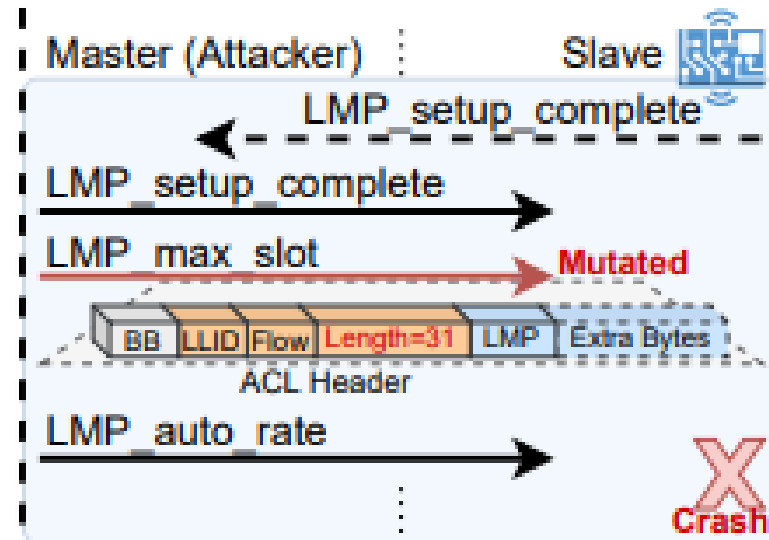 Master (Attacker) Slave
LMP_setup_complete
LMP_setup_complete
LMP_max_slot
Mutated
BB LLID Flow Length=31 LMP Extra Bytes
ACL Header
LMP_auto_rate
Crash